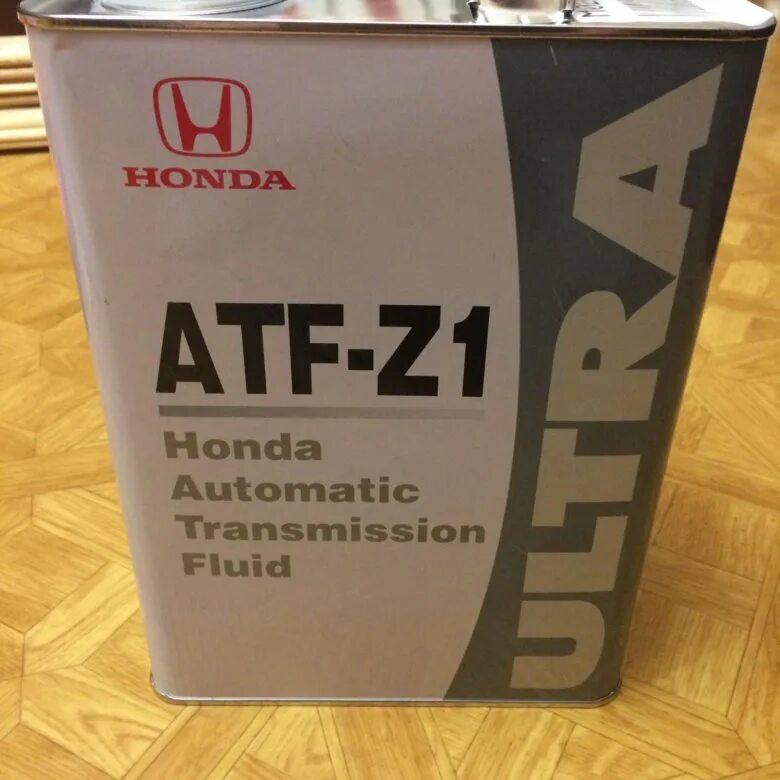 HONDA
ATF-Z1
Honda
Automatic
Transmission
Fluid
ULTRA